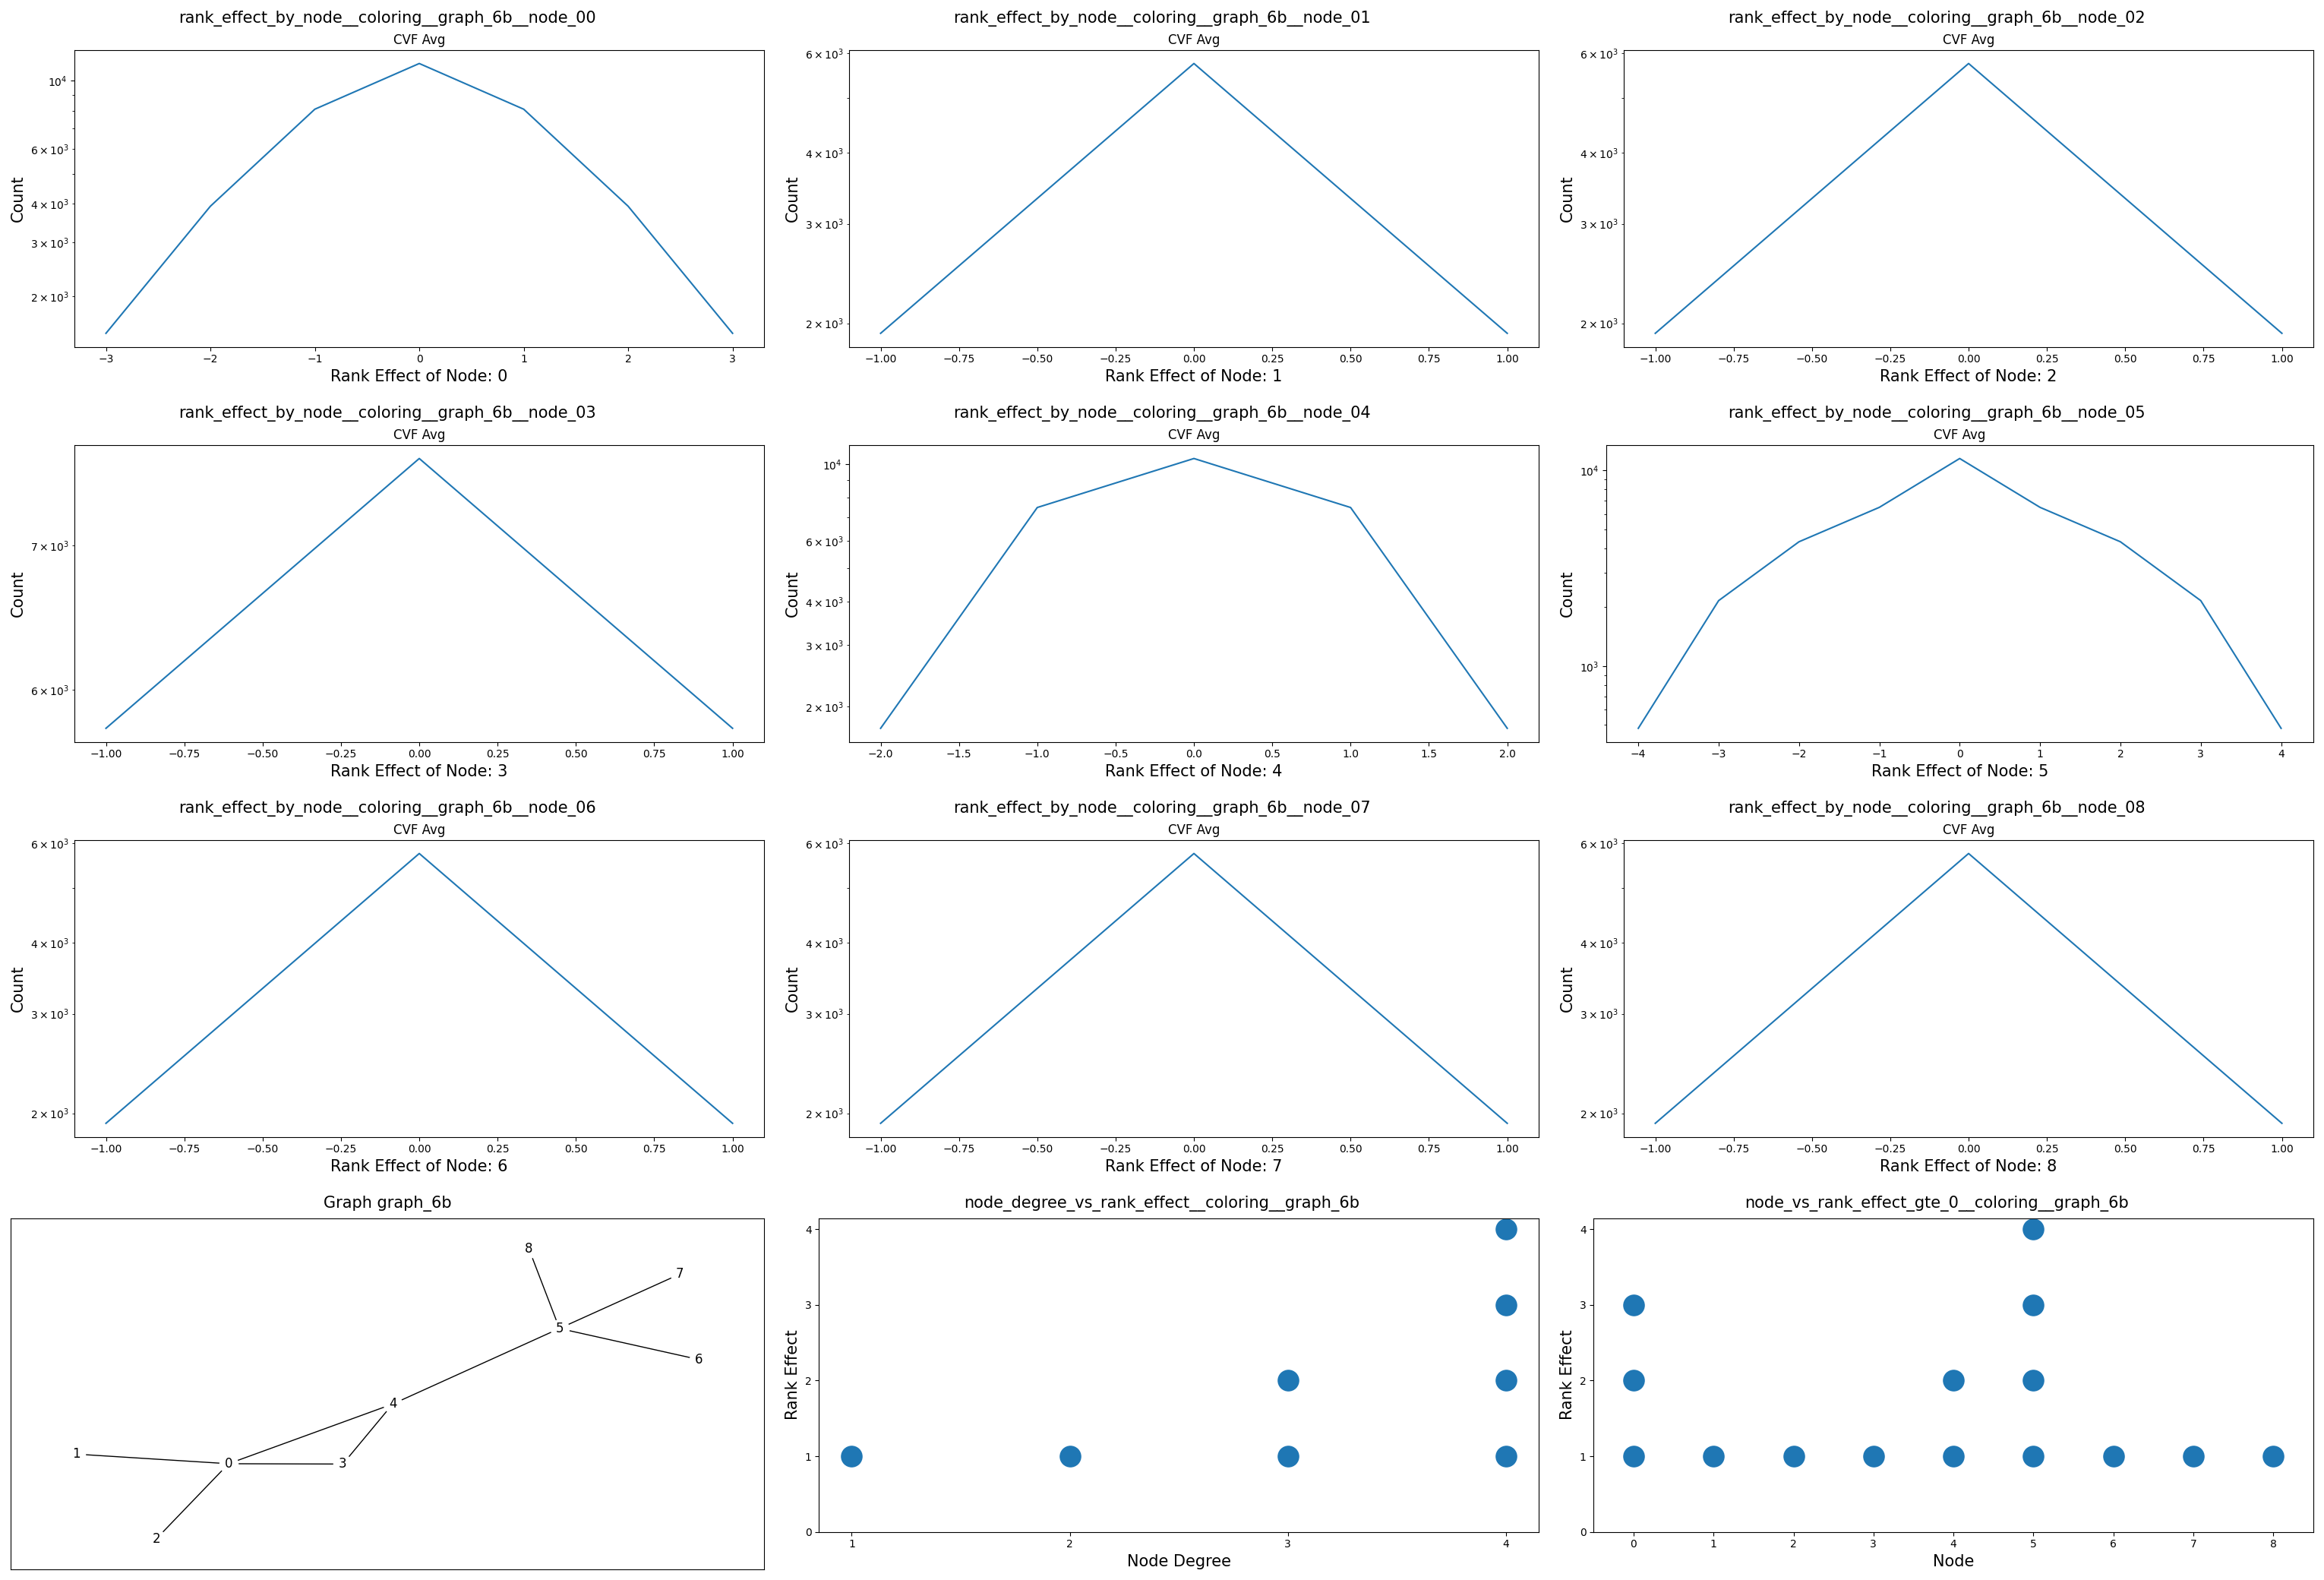 rank_effect_by_node__coloring__graph_6b__node_00
CVF Avg
10⁴
6 × 10³
4 × 10³
3 × 10³
2 × 10³
Count
−3 −2 −1 0 1 2 3
Rank Effect of Node: 0
rank_effect_by_node__coloring__graph_6b__node_01
CVF Avg
6 × 10³
4 × 10³
3 × 10³
2 × 10³
Count
−1.00 −0.75 −0.50 −0.25 0.00 0.25 0.50 0.75 1.00
Rank Effect of Node: 1
rank_effect_by_node__coloring__graph_6b__node_02
CVF Avg
6 × 10³
4 × 10³
3 × 10³
2 × 10³
Count
−1.00 −0.75 −0.50 −0.25 0.00 0.25 0.50 0.75 1.00
Rank Effect of Node: 2
rank_effect_by_node__coloring__graph_6b__node_03
CVF Avg
7 × 10³
6 × 10³
Count
−1.00 −0.75 −0.50 −0.25 0.00 0.25 0.50 0.75 1.00
Rank Effect of Node: 3
rank_effect_by_node__coloring__graph_6b__node_04
CVF Avg
10⁴
6 × 10³
4 × 10³
3 × 10³
2 × 10³
Count
−2.0 −1.5 −1.0 −0.5 0.0 0.5 1.0 1.5 2.0
Rank Effect of Node: 4
rank_effect_by_node__coloring__graph_6b__node_05
CVF Avg
10⁴
10³
Count
−4 −3 −2 −1 0 1 2 3 4
Rank Effect of Node: 5
rank_effect_by_node__coloring__graph_6b__node_06
CVF Avg
6 × 10³
4 × 10³
3 × 10³
2 × 10³
Count
−1.00 −0.75 −0.50 −0.25 0.00 0.25 0.50 0.75 1.00
Rank Effect of Node: 6
rank_effect_by_node__coloring__graph_6b__node_07
CVF Avg
6 × 10³
4 × 10³
3 × 10³
2 × 10³
Count
−1.00 −0.75 −0.50 −0.25 0.00 0.25 0.50 0.75 1.00
Rank Effect of Node: 7
rank_effect_by_node__coloring__graph_6b__node_08
CVF Avg
6 × 10³
4 × 10³
3 × 10³
2 × 10³
Count
−1.00 −0.75 −0.50 −0.25 0.00 0.25 0.50 0.75 1.00
Rank Effect of Node: 8
Graph graph_6b
8
7
5
6
4
1
0
3
2
node_degree_vs_rank_effect__coloring__graph_6b
4
3
2
1
0
Rank Effect
1 2 3 4
Node Degree
node_vs_rank_effect_gte_0__coloring__graph_6b
4
3
2
1
0
Rank Effect
0 1 2 3 4 5 6 7 8
Node